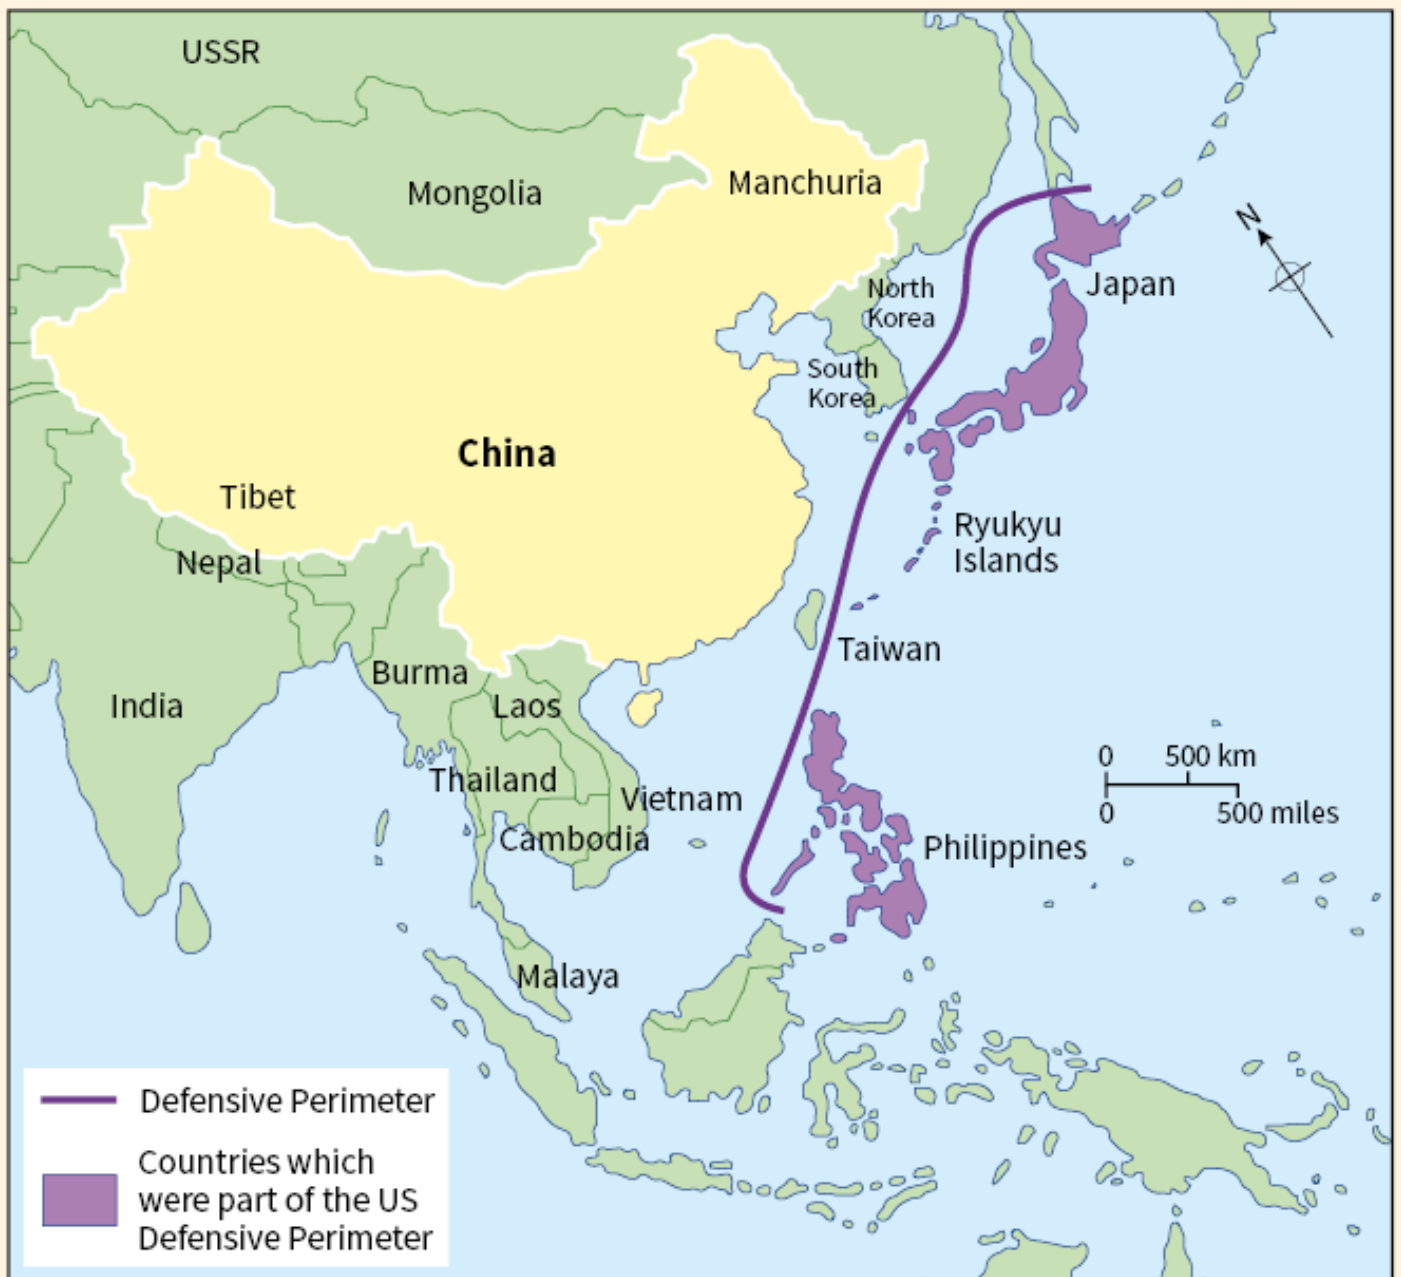 USSR
Mongolia
Manchuria
N
Japan
North
Korea
South
Korea
China
Tibet
Nepal
Ryukyu
Islands
Taiwan
Burma
India
Laos
Thailand
Vietnam
Cambodia
0 500 km
0 500 miles
Philippines
Malaya
Defensive Perimeter
Countries which
were part of the US
Defensive Perimeter